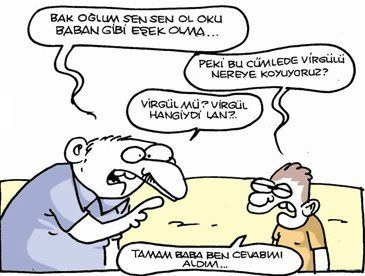 BAK OĞLUM SEN SEN OL OKU
BABAN GİBİ EŞEK OLMA...
PEKİ BU CÜMLEDE VİRGÜLÜ
NEREYE KOYUYORUZ?
VİRGÜL MÜ? VİRGÜL
HANGİYDİ LAN?.
TAMAM BABA BEN CEVABIMI
ALDIM...